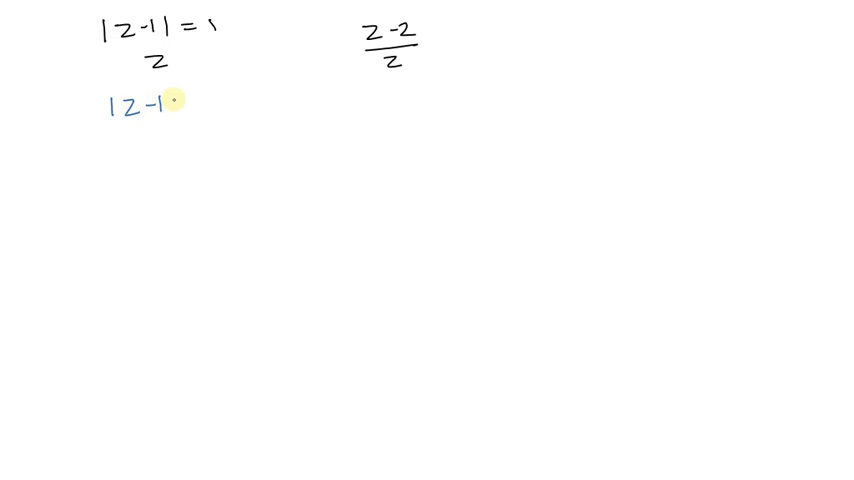 |z-1| = 1
z
z-2
z
|z-1